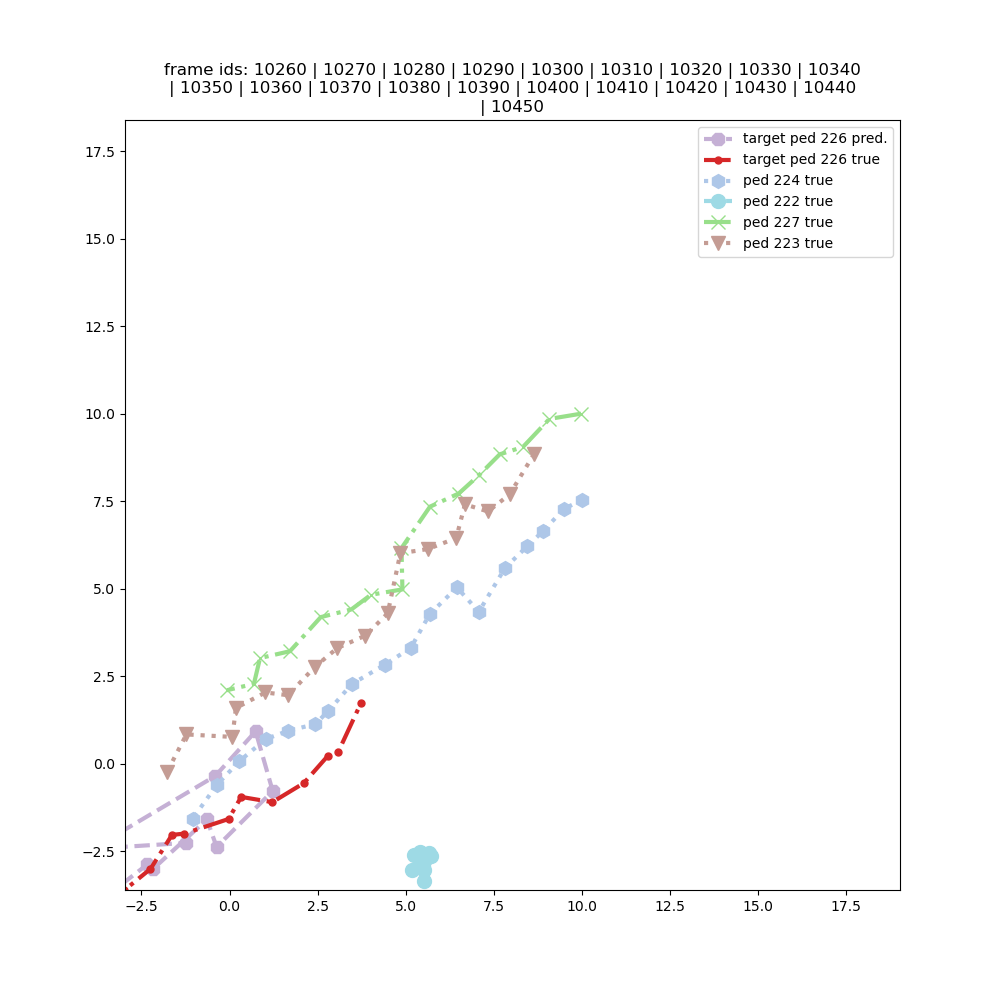 frame ids: 10260 | 10270 | 10280 | 10290 | 10300 | 10310 | 10320 | 10330 | 10340
| 10350 | 10360 | 10370 | 10380 | 10390 | 10400 | 10410 | 10420 | 10430 | 10440
| 10450
target ped 226 pred.
target ped 226 true
ped 224 true
ped 222 true
ped 227 true
ped 223 true
17.5
15.0
12.5
10.0
7.5
5.0
2.5
0.0
−2.5
−2.5 0.0 2.5 5.0 7.5 10.0 12.5 15.0 17.5